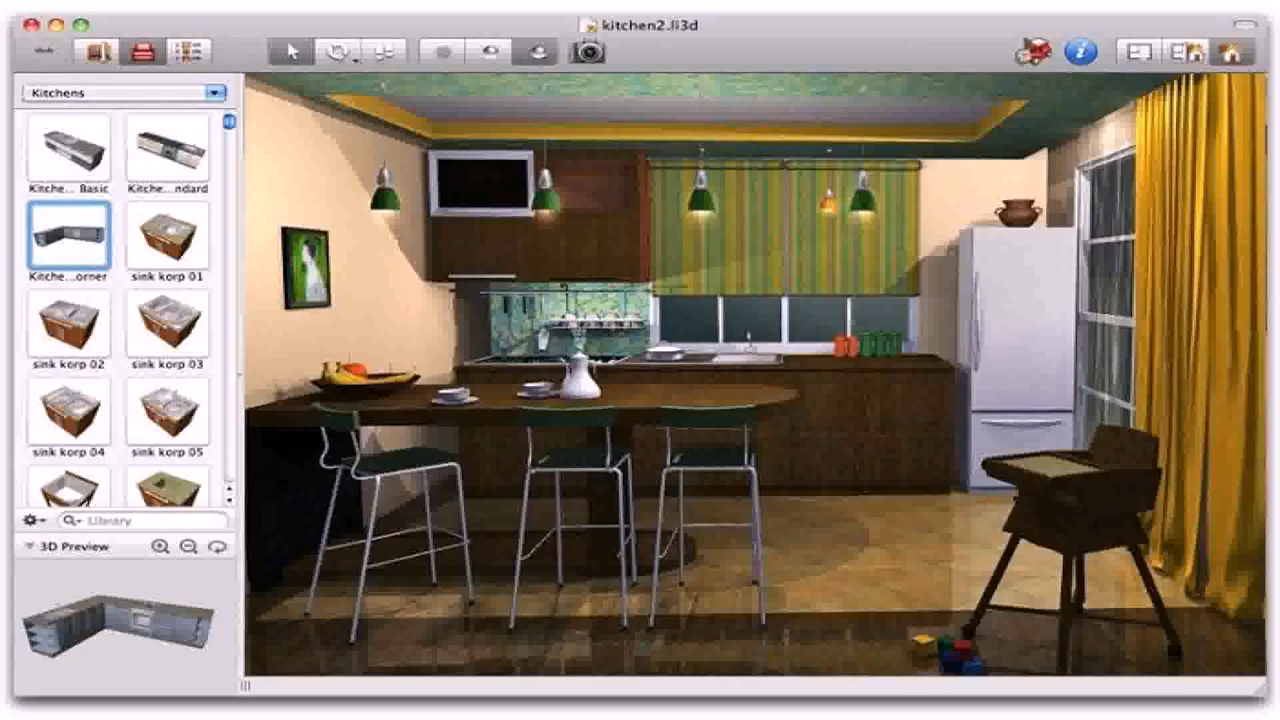 kitchen2.li3d
Kitchens
Kitche... Basic
Kitche...ndard
Kitche...orner
sink korp 01
sink korp 02
sink korp 03
sink korp 04
sink korp 05
Library
3D Preview